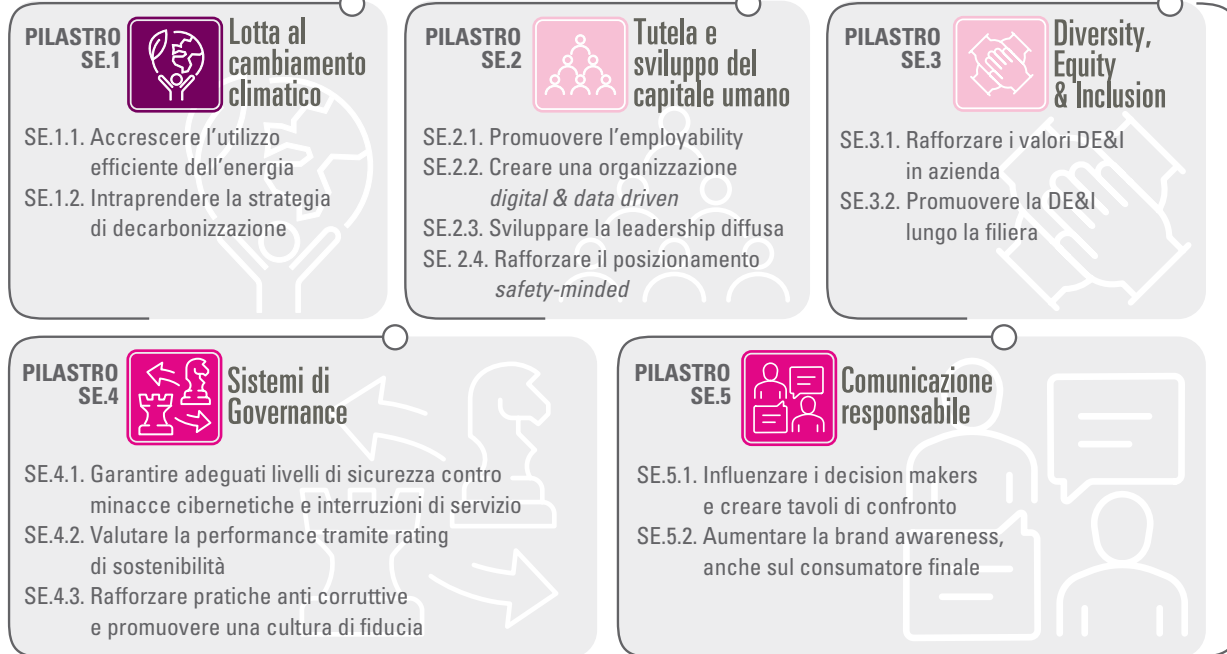 PILASTRO
SE.1
Lotta al
cambiamento
climatico
SE.1.1. Accrescere l'utilizzo
efficiente dell'energia
SE.1.2. Intraprendere la strategia
di decarbonizzazione
PILASTRO
SE.2
Tutela e
sviluppo del
capitale umano
SE.2.1. Promuovere l'employability
SE.2.2. Creare una organizzazione
digital & data driven
SE.2.3. Sviluppare la leadership diffusa
SE. 2.4. Rafforzare il posizionamento
safety-minded
PILASTRO
SE.3
Diversity,
Equity
& Inclusion
SE.3.1. Rafforzare i valori DE&I
in azienda
SE.3.2. Promuovere la DE&I
lungo la filiera
PILASTRO
SE.4
Sistemi di
Governance
SE.4.1. Garantire adeguati livelli di sicurezza contro
minacce cibernetiche e interruzioni di servizio
SE.4.2. Valutare la performance tramite rating
di sostenibilità
SE.4.3. Rafforzare pratiche anti corruttive
e promuovere una cultura di fiducia
PILASTRO
SE.5
Comunicazione
responsabile
SE.5.1. Influenzare i decision makers
e creare tavoli di confronto
SE.5.2. Aumentare la brand awareness,
anche sul consumatore finale